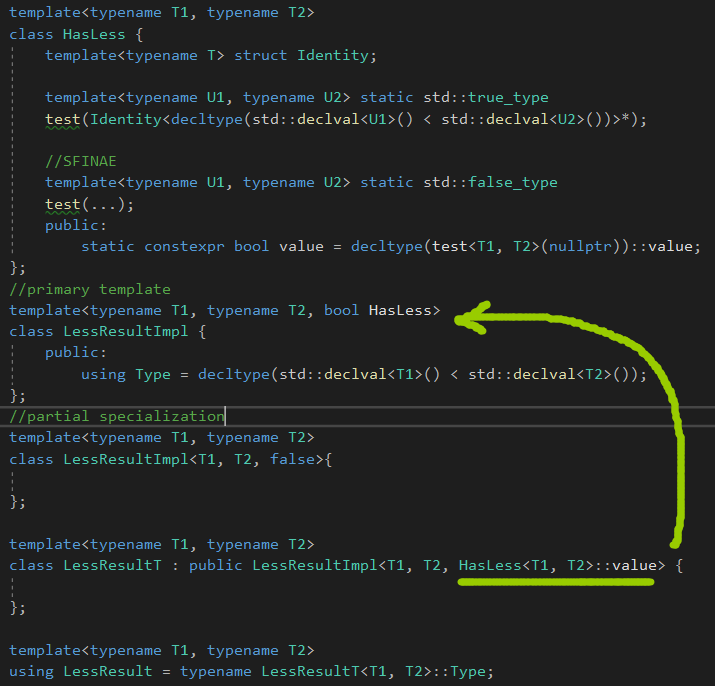 template<typename T1, typename T2>
class HasLess {
    template<typename T> struct Identity;
    template<typename U1, typename U2> static std::true_type
    test(Identity<decltype(std::declval<U1>() < std::declval<U2>())>*);
    //SFINAE
    template<typename U1, typename U2> static std::false_type
    test(...);
    public:
        static constexpr bool value = decltype(test<T1, T2>(nullptr))::value;
};
//primary template
template<typename T1, typename T2, bool HasLess>
class LessResultImpl {
    public:
        using Type = decltype(std::declval<T1>() < std::declval<T2>());
};
//partial specialization
template<typename T1, typename T2>
class LessResultImpl<T1, T2, false>{
};
template<typename T1, typename T2>
class LessResultT : public LessResultImpl<T1, T2, HasLess<T1, T2>::value> {
};
template<typename T1, typename T2>
using LessResult = typename LessResultT<T1, T2>::Type;